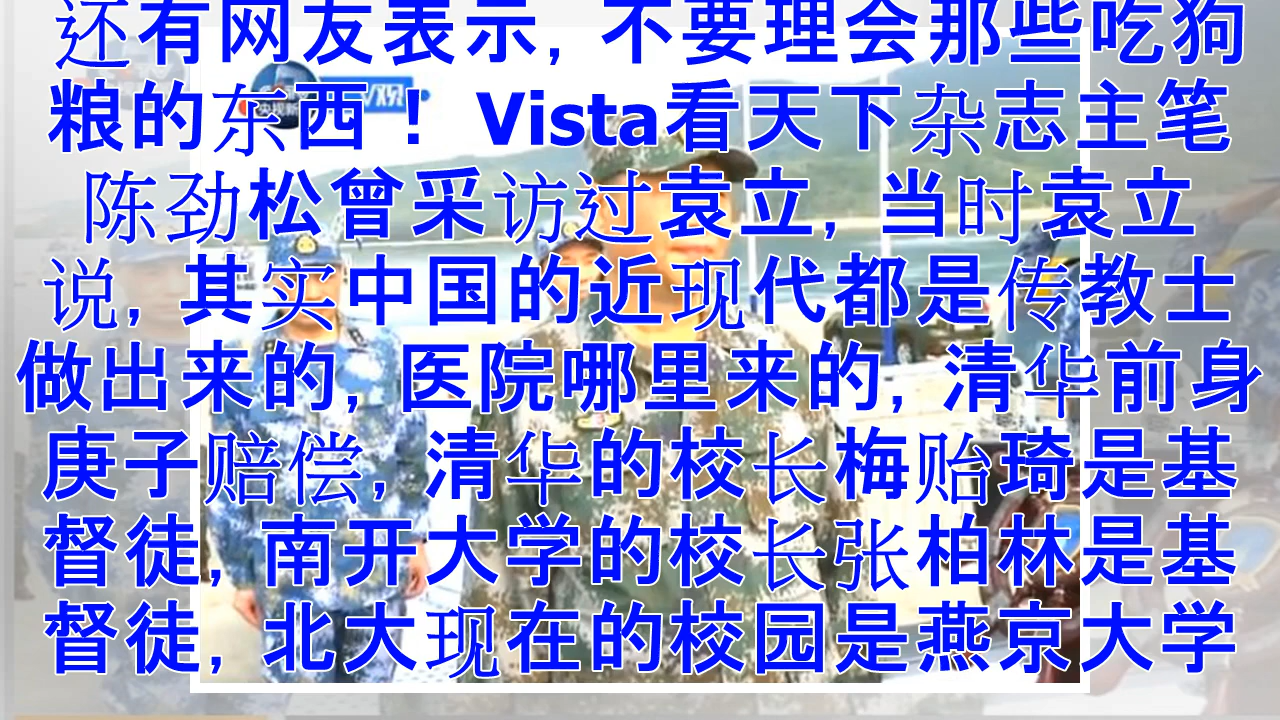 还有网友表示, 不要理会那些吃狗
粮的东西 ！ Vista看天下杂志主笔
陈劲松曾采访过袁立, 当时袁立
说, 其实中国的近现代都是传教士
做出来的, 医院哪里来的, 清华前身
庚子赔偿, 清华的校长梅贻琦是基
督徒, 南开大学的校长张柏林是基
督徒, 北大现在的校园是燕京大学